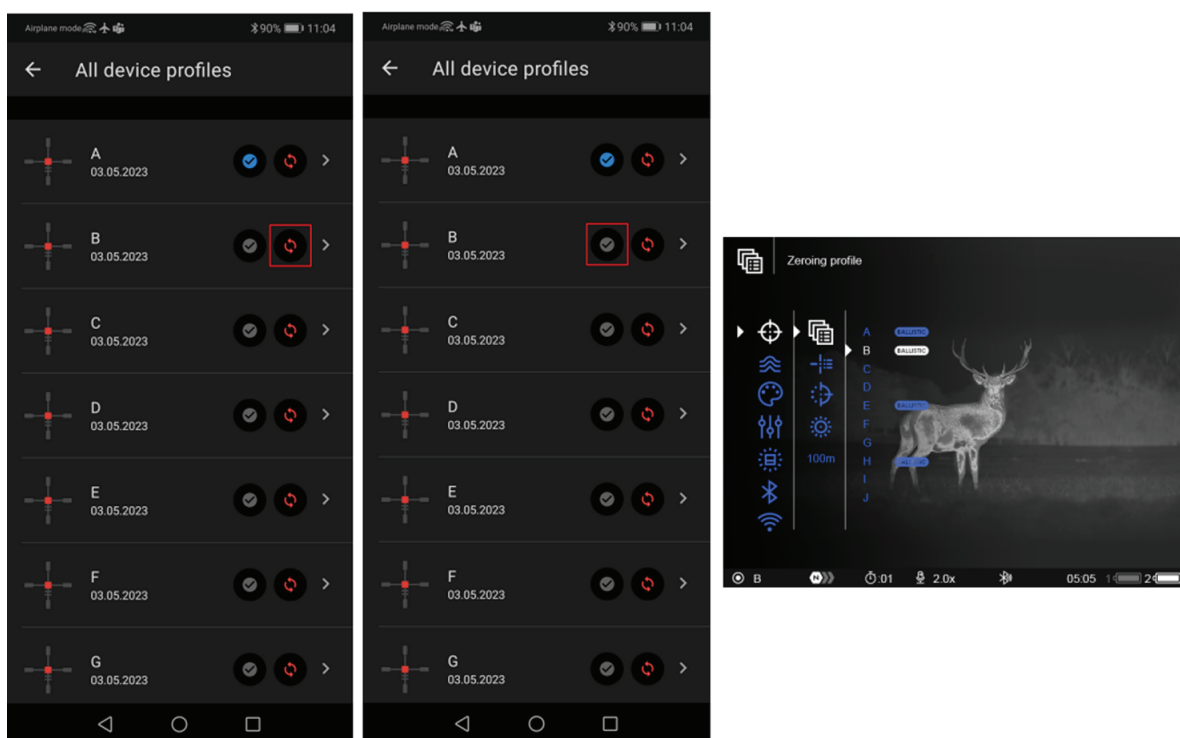 Airplane mode 90% 11:04
All device profiles
A
03.05.2023
B
03.05.2023
C
03.05.2023
D
03.05.2023
E
03.05.2023
F
03.05.2023
G
03.05.2023
Airplane mode 90% 11:04
All device profiles
A
03.05.2023
B
03.05.2023
C
03.05.2023
D
03.05.2023
E
03.05.2023
F
03.05.2023
G
03.05.2023
Zeroing profile
A BALLISTIC
B BALLISTIC
C
D
E BALLISTIC
F
G
100m
H
I
J
B N :01 2.0x 05:05 1 2